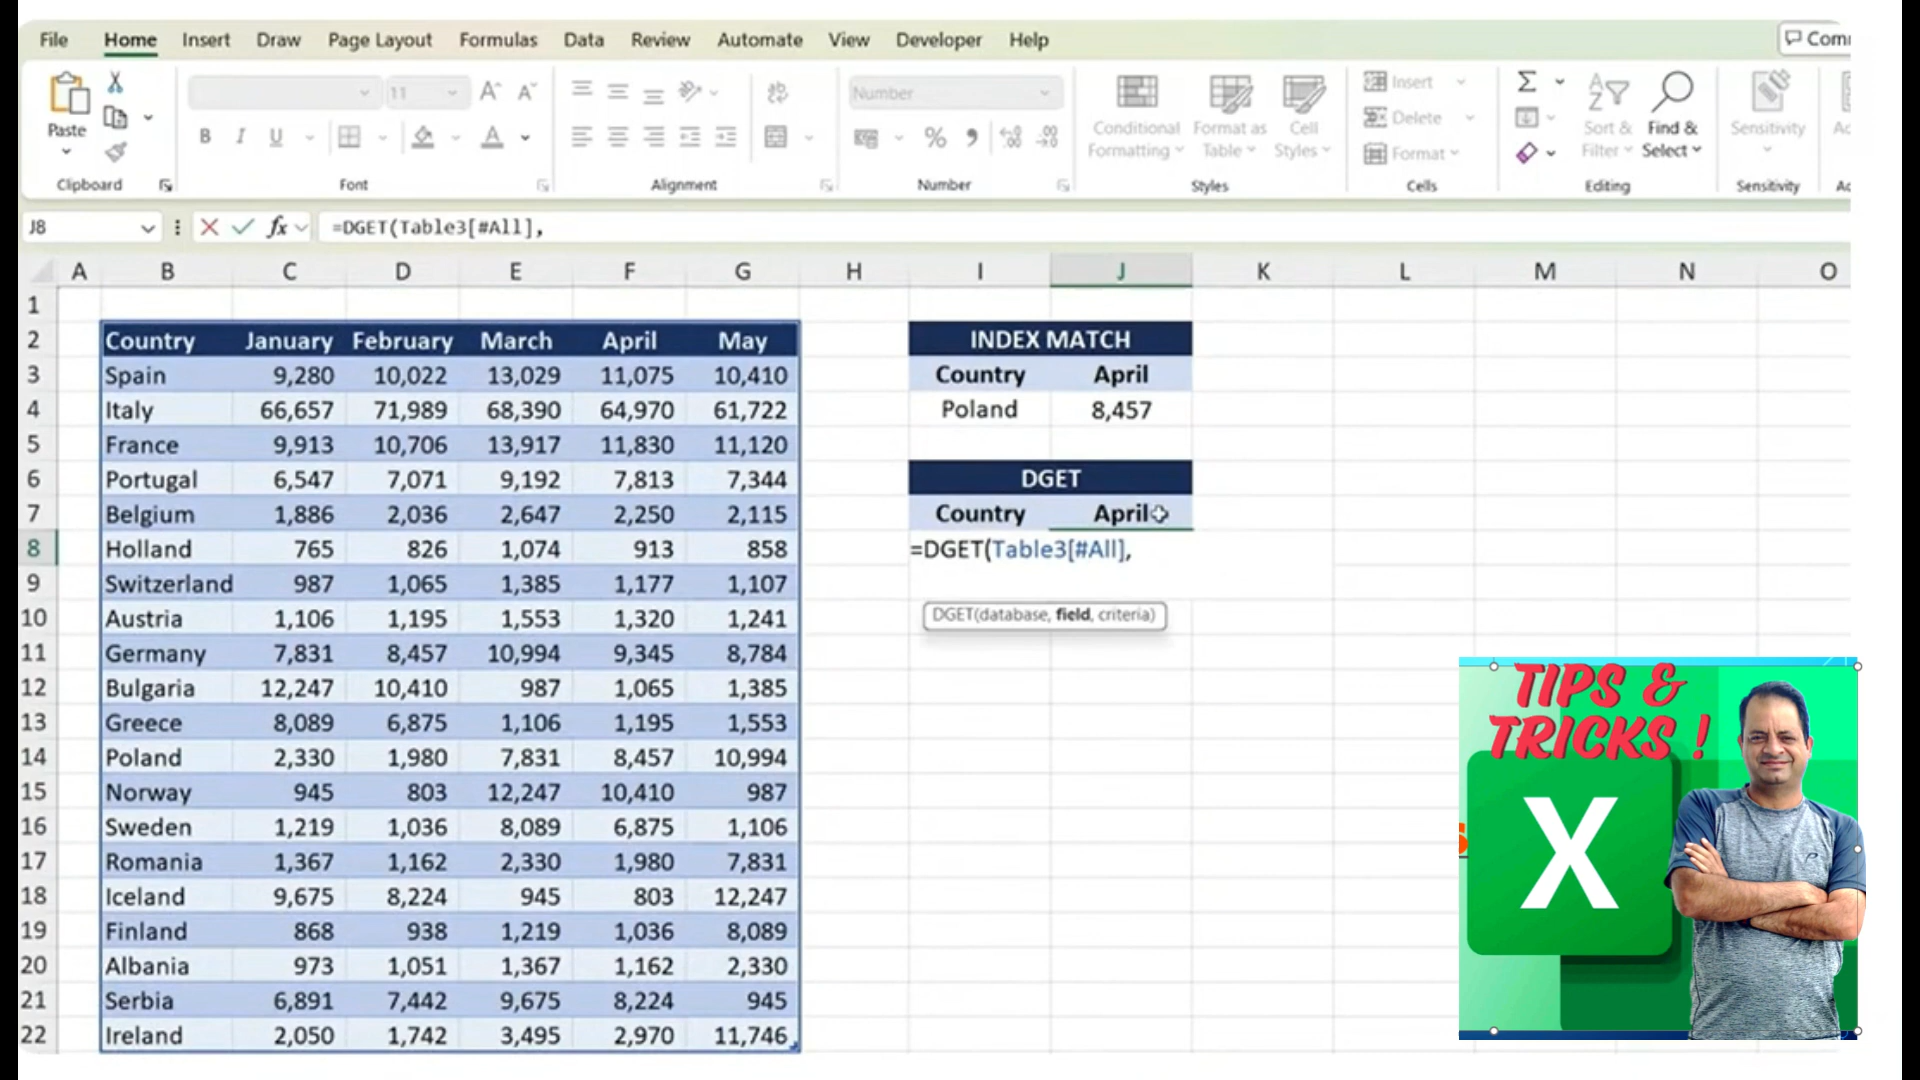 File Home Insert Draw Page Layout Formulas Data Review Automate View Developer Help
Paste 11 A A Number Conditional Formatting Format as Table Cell Styles Insert Delete Format Σ Sort & Filter Find & Select Sensitivity
B I U A %
Clipboard Font Alignment Number Styles Cells Editing Sensitivity
J8 fx =DGET(Table3[#All],
A B C D E F G H I J K L M N O
1
2 Country January February March April May INDEX MATCH
3 Spain 9,280 10,022 13,029 11,075 10,410 Country April
4 Italy 66,657 71,989 68,390 64,970 61,722 Poland 8,457
5 France 9,913 10,706 13,917 11,830 11,120
6 Portugal 6,547 7,071 9,192 7,813 7,344 DGET
7 Belgium 1,886 2,036 2,647 2,250 2,115 Country April
8 Holland 765 826 1,074 913 858 =DGET(Table3[#All],
9 Switzerland 987 1,065 1,385 1,177 1,107
10 Austria 1,106 1,195 1,553 1,320 1,241 DGET(database, field, criteria)
11 Germany 7,831 8,457 10,994 9,345 8,784
12 Bulgaria 12,247 10,410 987 1,065 1,385
13 Greece 8,089 6,875 1,106 1,195 1,553
14 Poland 2,330 1,980 7,831 8,457 10,994
15 Norway 945 803 12,247 10,410 987
16 Sweden 1,219 1,036 8,089 6,875 1,106
17 Romania 1,367 1,162 2,330 1,980 7,831
18 Iceland 9,675 8,224 945 803 12,247
19 Finland 868 938 1,219 1,036 8,089
20 Albania 973 1,051 1,367 1,162 2,330
21 Serbia 6,891 7,442 9,675 8,224 945
22 Ireland 2,050 1,742 3,495 2,970 11,746
TIPS &
TRICKS !
X